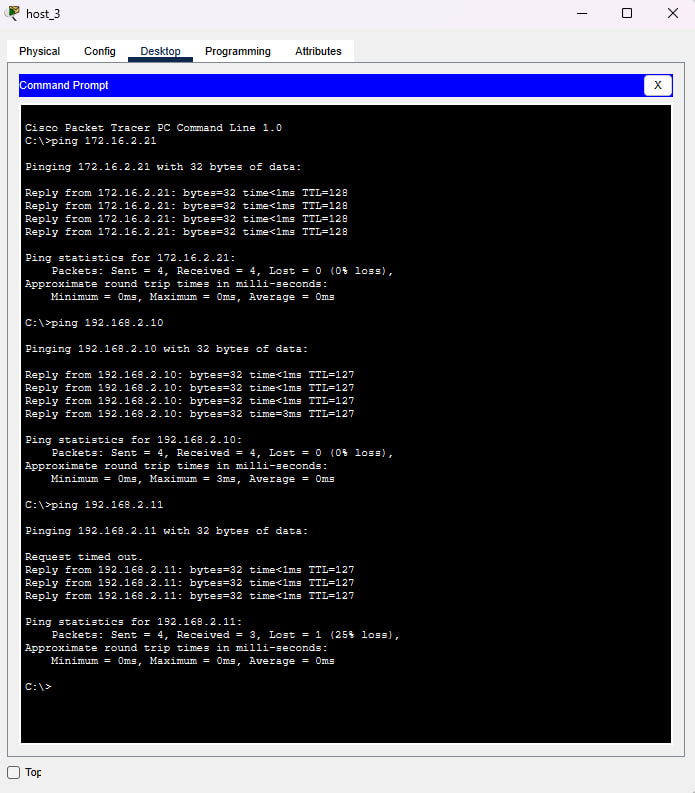 host_3
Physical Config Desktop Programming Attributes
Command Prompt
X
Cisco Packet Tracer PC Command Line 1.0
C:\>ping 172.16.2.21
Pinging 172.16.2.21 with 32 bytes of data:
Reply from 172.16.2.21: bytes=32 time<1ms TTL=128
Reply from 172.16.2.21: bytes=32 time<1ms TTL=128
Reply from 172.16.2.21: bytes=32 time<1ms TTL=128
Reply from 172.16.2.21: bytes=32 time<1ms TTL=128
Ping statistics for 172.16.2.21:
    Packets: Sent = 4, Received = 4, Lost = 0 (0% loss),
Approximate round trip times in milli-seconds:
    Minimum = 0ms, Maximum = 0ms, Average = 0ms
C:\>ping 192.168.2.10
Pinging 192.168.2.10 with 32 bytes of data:
Reply from 192.168.2.10: bytes=32 time<1ms TTL=127
Reply from 192.168.2.10: bytes=32 time<1ms TTL=127
Reply from 192.168.2.10: bytes=32 time<1ms TTL=127
Reply from 192.168.2.10: bytes=32 time=3ms TTL=127
Ping statistics for 192.168.2.10:
    Packets: Sent = 4, Received = 4, Lost = 0 (0% loss),
Approximate round trip times in milli-seconds:
    Minimum = 0ms, Maximum = 3ms, Average = 0ms
C:\>ping 192.168.2.11
Pinging 192.168.2.11 with 32 bytes of data:
Request timed out.
Reply from 192.168.2.11: bytes=32 time<1ms TTL=127
Reply from 192.168.2.11: bytes=32 time<1ms TTL=127
Reply from 192.168.2.11: bytes=32 time<1ms TTL=127
Ping statistics for 192.168.2.11:
    Packets: Sent = 4, Received = 3, Lost = 1 (25% loss),
Approximate round trip times in milli-seconds:
    Minimum = 0ms, Maximum = 0ms, Average = 0ms
C:\>
Top